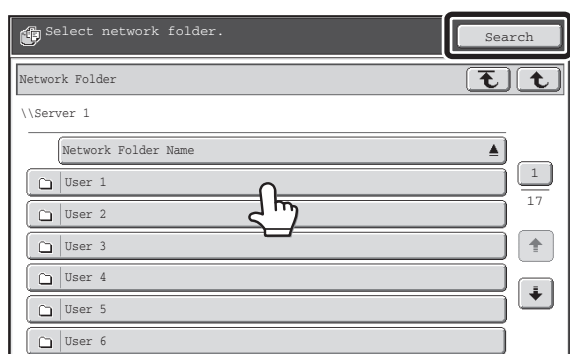 Select network folder.
Search
Network Folder
\\Server 1
Network Folder Name
User 1
1
17
User 2
User 3
User 4
User 5
User 6